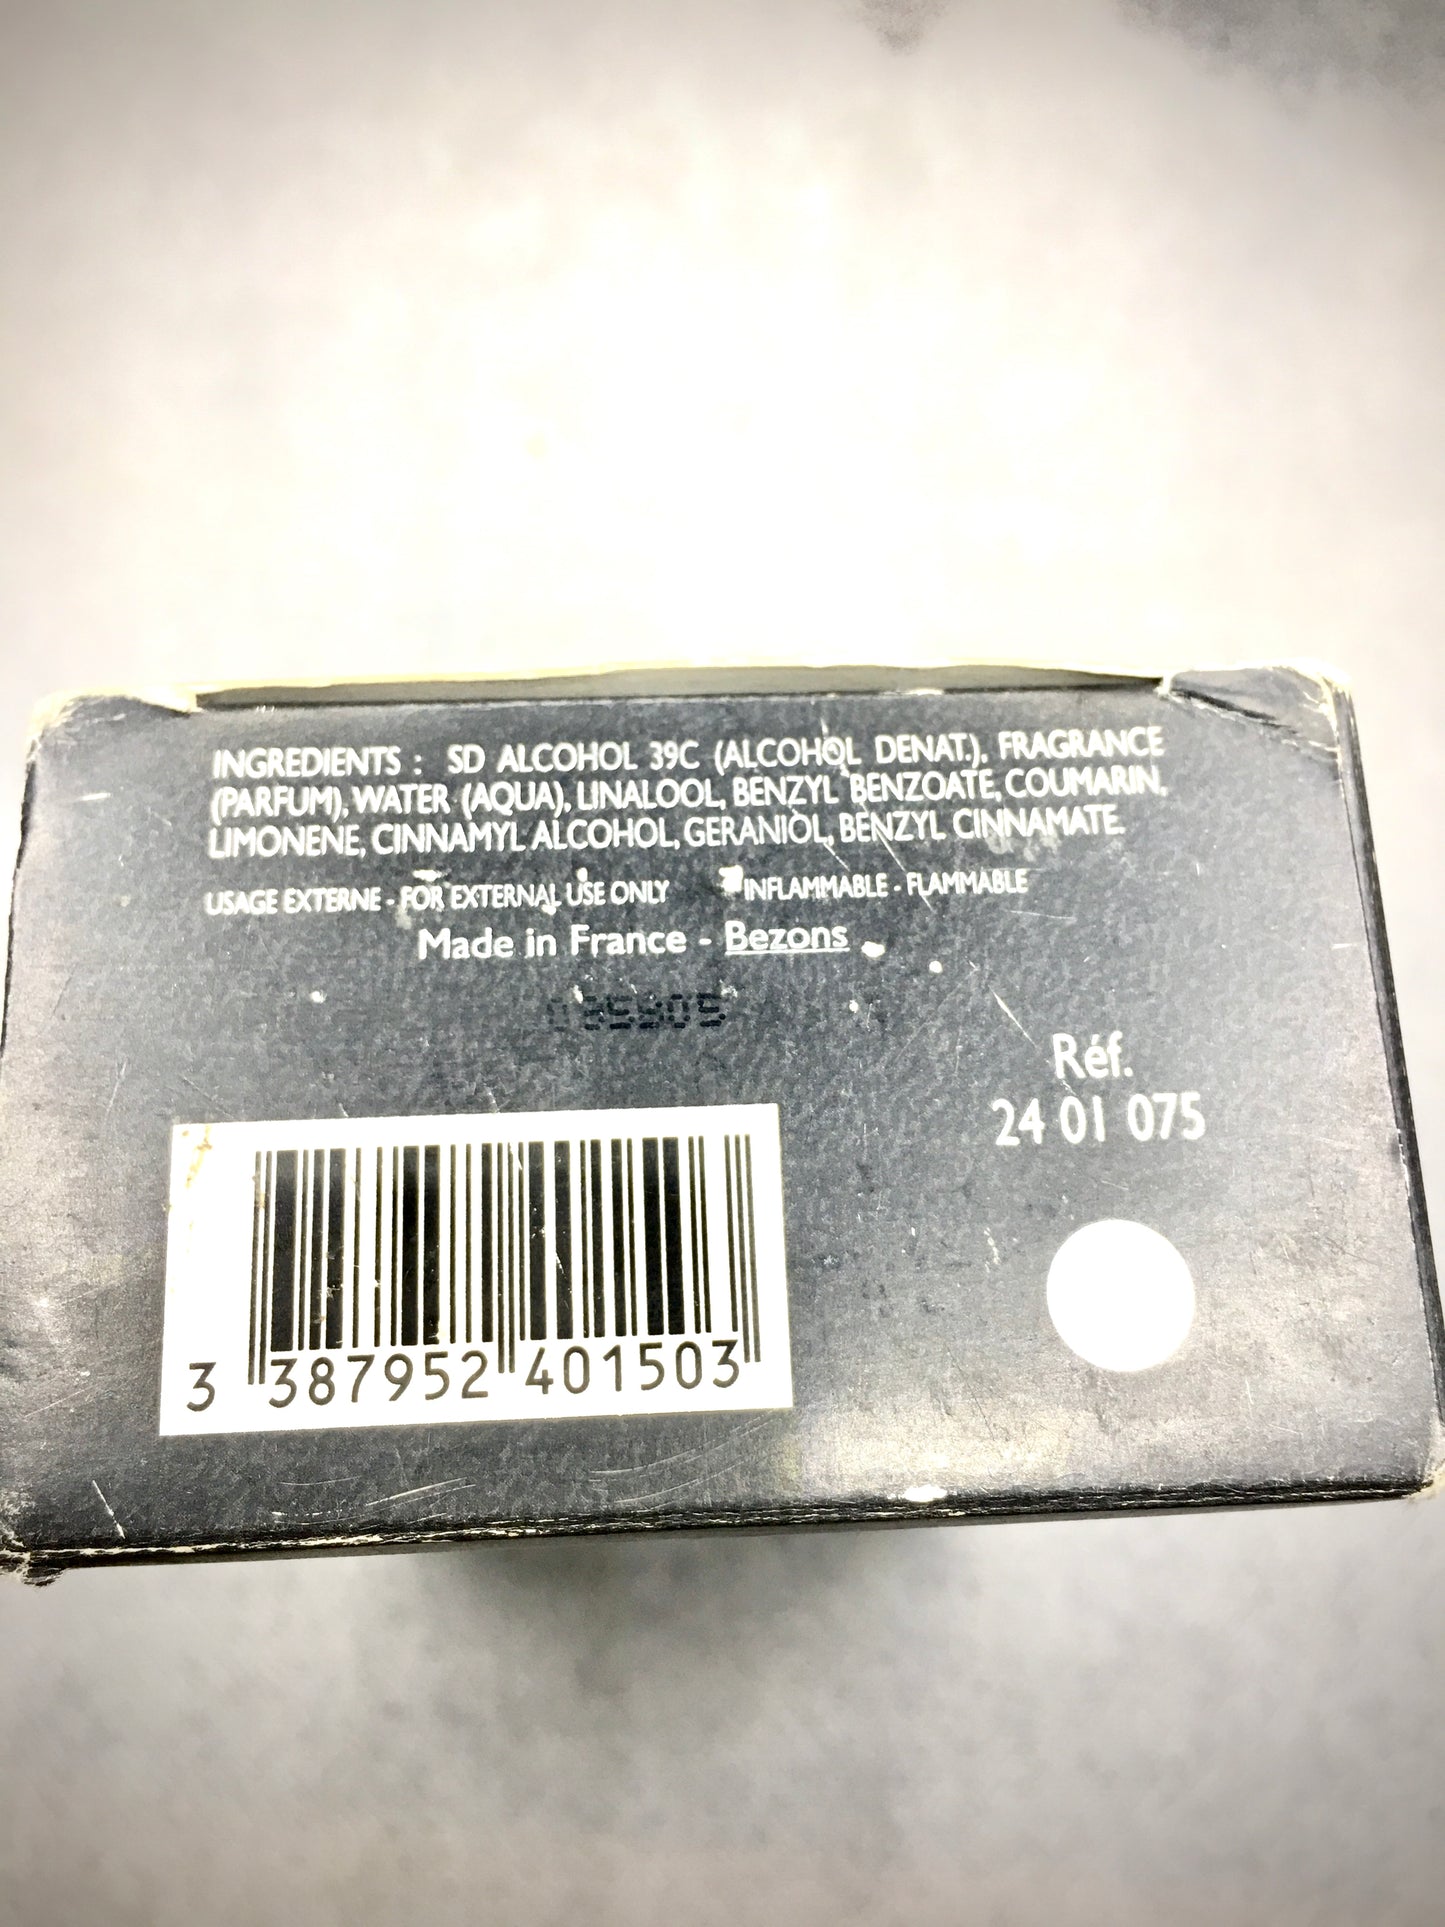 INGREDIENTS : SD ALCOHOL 39C (ALCOHOL DENAT.), FRAGRANCE
(PARFUM), WATER (AQUA), LINALOOL, BENZYL BENZOATE, COUMARIN,
LIMONENE, CINNAMYL ALCOHOL, GERANIOL, BENZYL CINNAMATE.
USAGE EXTERNE - FOR EXTERNAL USE ONLY INFLAMMABLE - FLAMMABLE
Made in France - Bezons
Réf.
24 01 075
3 387952 401503